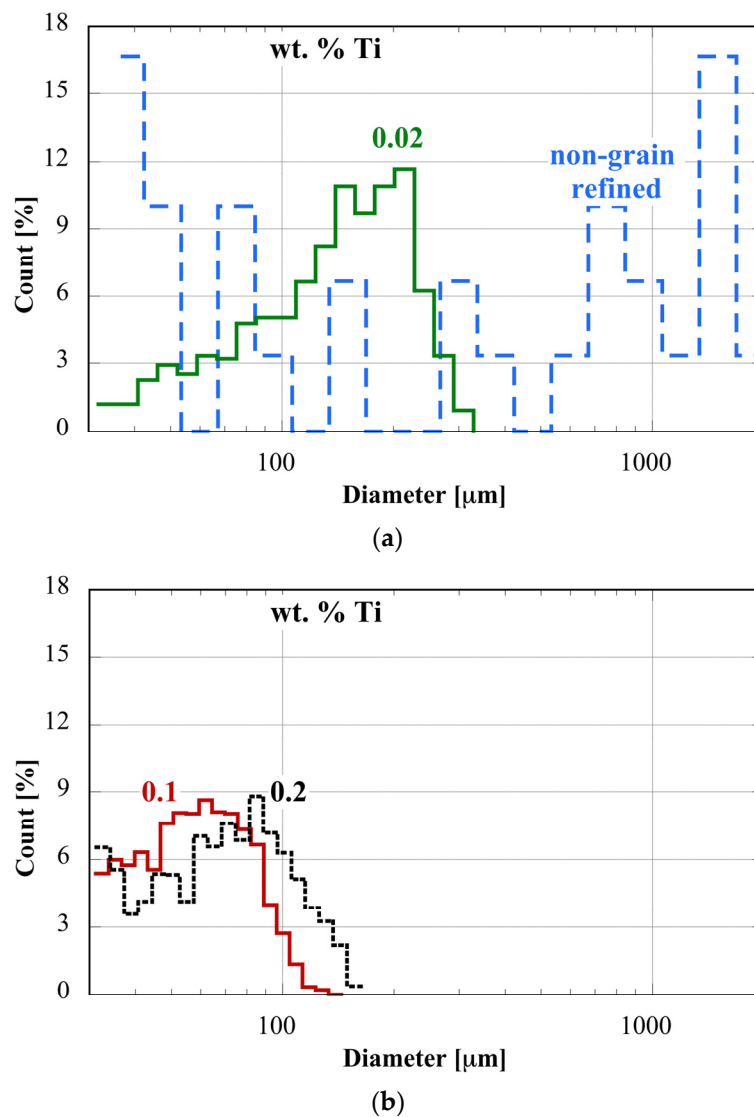 18
wt. % Ti
15
0.02
12
non-grain
refined
9
6
3
0
Count [%]
100
1000
Diameter [μm]
(a)
18
wt. % Ti
15
12
9
0.1
0.2
6
3
0
Count [%]
100
1000
Diameter [μm]
(b)